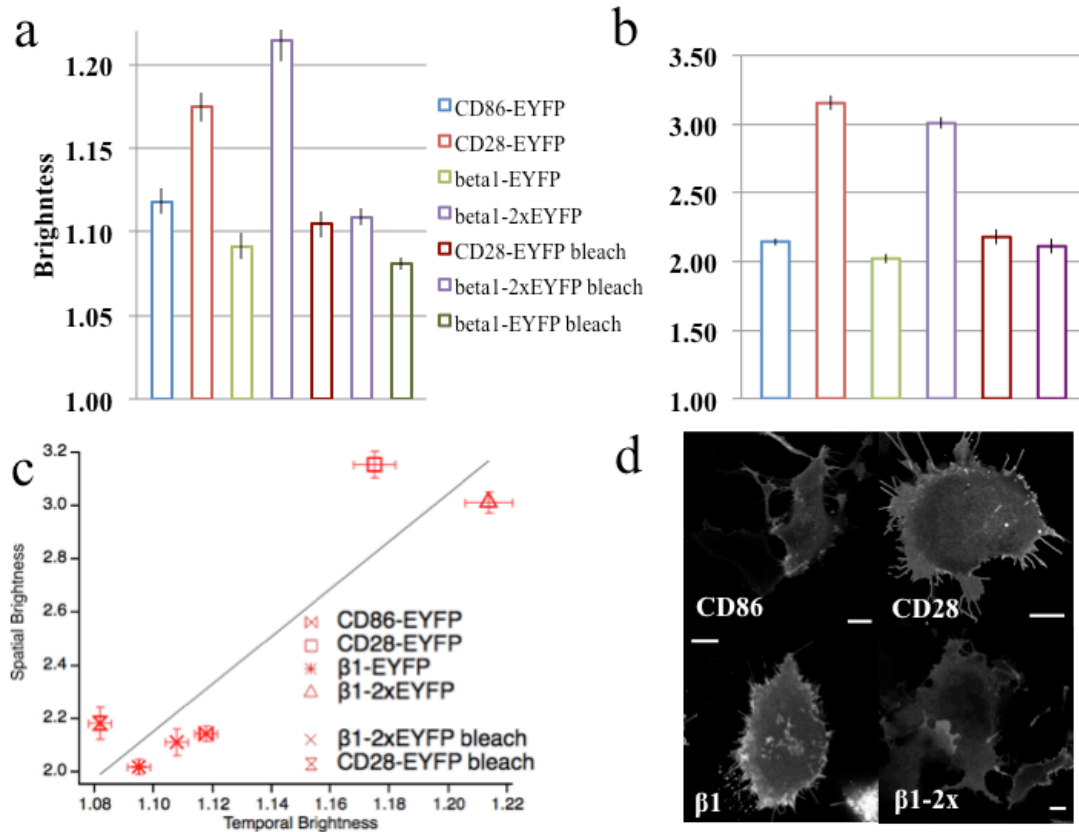 a
1.20
1.15
1.10
1.05
1.00
Brighntess
CD86-EYFP
CD28-EYFP
beta1-EYFP
beta1-2xEYFP
CD28-EYFP bleach
beta1-2xEYFP bleach
beta1-EYFP bleach
b
3.50
3.00
2.50
2.00
1.50
1.00
c
3.2
3.0
2.8
2.6
2.4
2.2
2.0
Spatial Brightness
CD86-EYFP
CD28-EYFP
β1-EYFP
β1-2xEYFP
β1-2xEYFP bleach
CD28-EYFP bleach
1.08 1.10 1.12 1.14 1.16 1.18 1.20 1.22
Temporal Brightness
d
CD86
CD28
β1
β1-2x